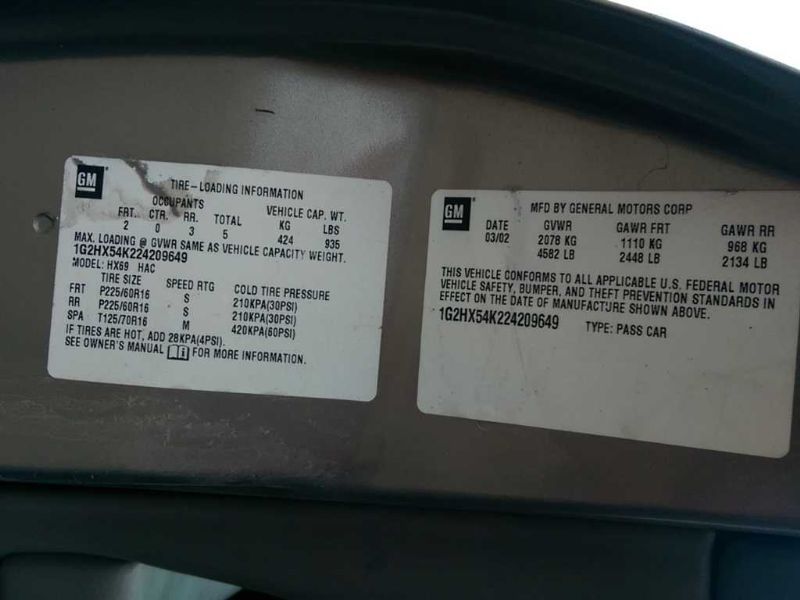 GM
TIRE-LOADING INFORMATION
OCCUPANTS VEHICLE CAP. WT.
FRT. CTR. RR. TOTAL KG LBS
2 0 3 5 424 935
MAX. LOADING @ GVWR SAME AS VEHICLE CAPACITY WEIGHT.
1G2HX54K224209649
MODEL: HX69 HAC
TIRE SIZE SPEED RTG COLD TIRE PRESSURE
FRT P225/60R16 S 210KPA(30PSI)
RR P225/60R16 S 210KPA(30PSI)
SPA T125/70R16 M 420KPA(60PSI)
IF TIRES ARE HOT, ADD 28KPA(4PSI).
SEE OWNER'S MANUAL FOR MORE INFORMATION.
GM
MFD BY GENERAL MOTORS CORP
DATE GVWR GAWR FRT GAWR RR
03/02 2078 KG 1110 KG 968 KG
4582 LB 2448 LB 2134 LB
THIS VEHICLE CONFORMS TO ALL APPLICABLE U.S. FEDERAL MOTOR
VEHICLE SAFETY, BUMPER, AND THEFT PREVENTION STANDARDS IN
EFFECT ON THE DATE OF MANUFACTURE SHOWN ABOVE.
1G2HX54K224209649 TYPE: PASS CAR